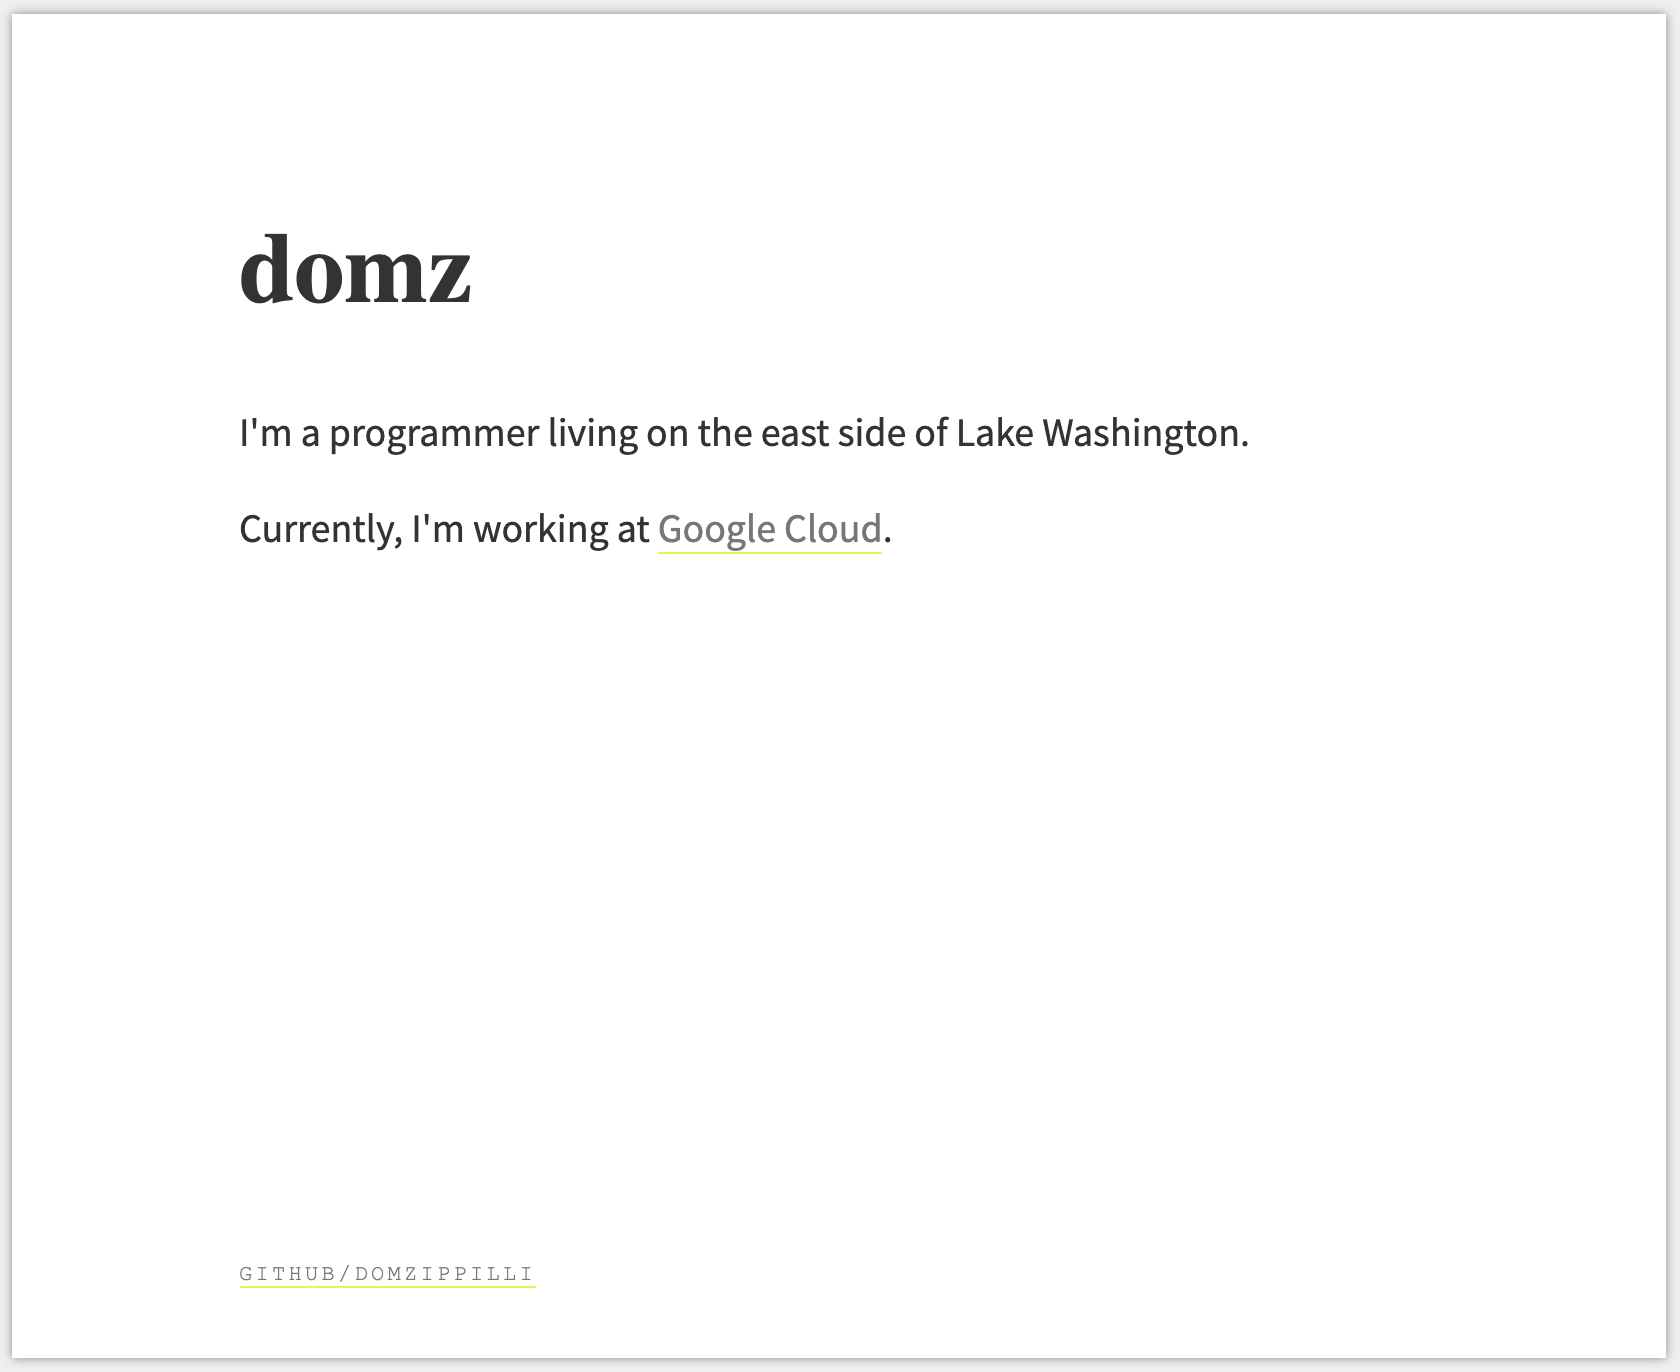 domz
I'm a programmer living on the east side of Lake Washington.
Currently, I'm working at Google Cloud.
GITHUB/DOMZIPPILLI